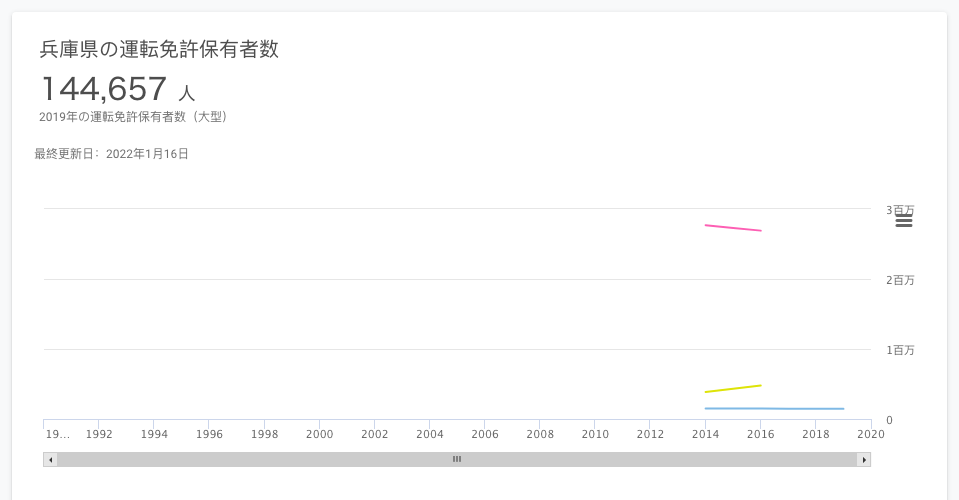 兵庫県の運転免許保有者数
144,657 人
2019年の運転免許保有者数（大型）
最終更新日: 2022年1月16日
3百万
2百万
1百万
0
19... 1992 1994 1996 1998 2000 2002 2004 2006 2008 2010 2012 2014 2016 2018 2020